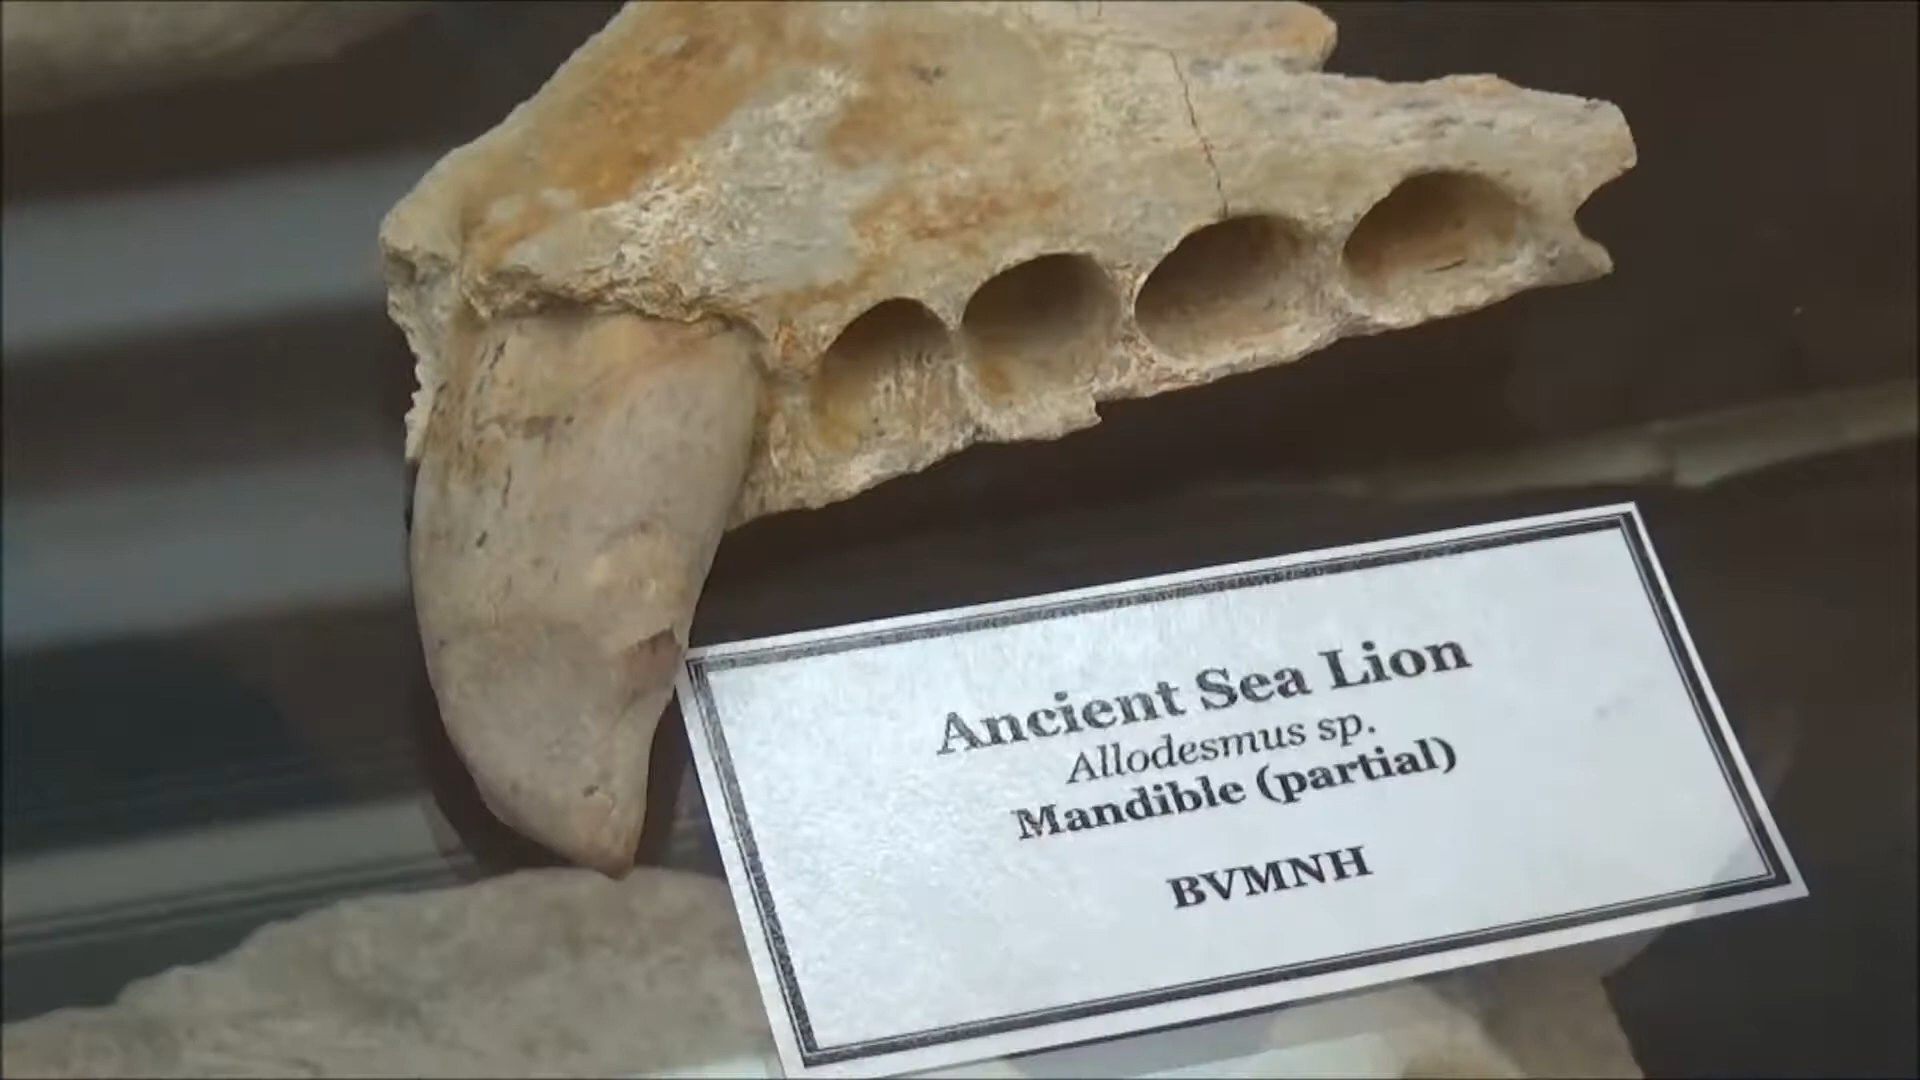 Ancient Sea Lion
Allodesmus sp.
Mandible (partial)
BVMNH